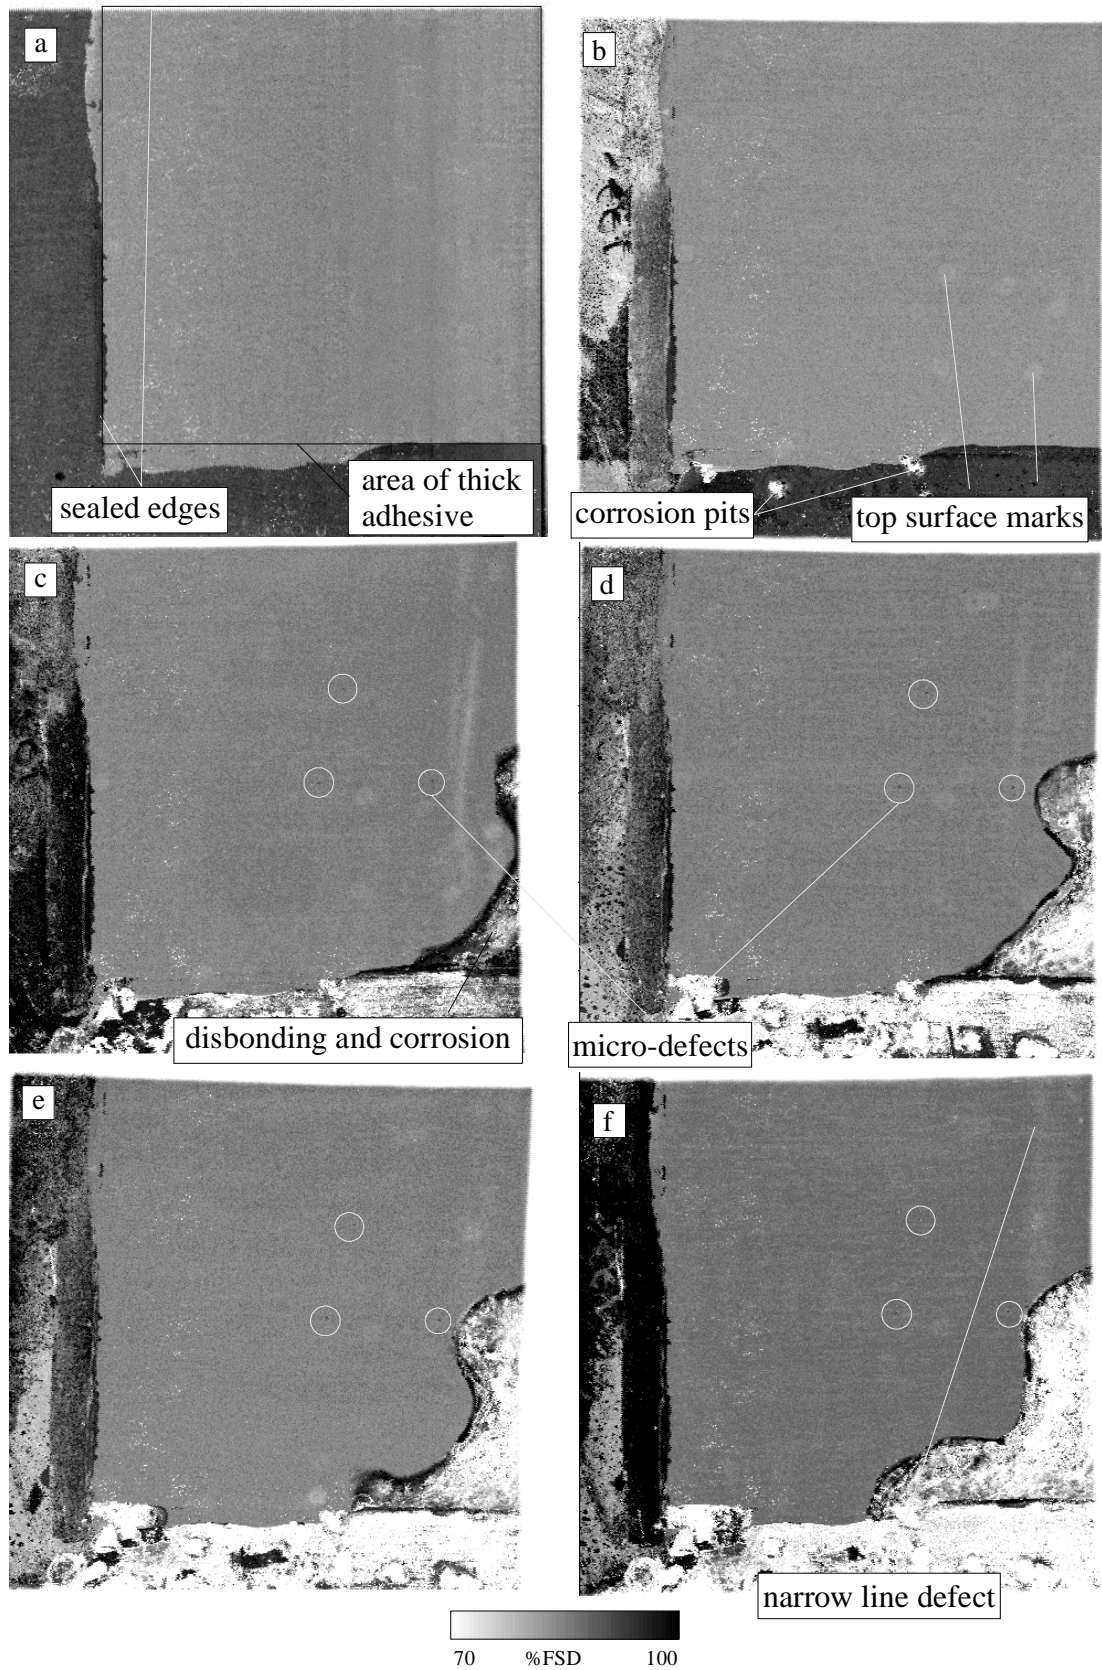 a
b
sealed edges
area of thick
adhesive
corrosion pits
top surface marks
c
d
disbonding and corrosion
micro-defects
e
f
narrow line defect
70 %FSD 100